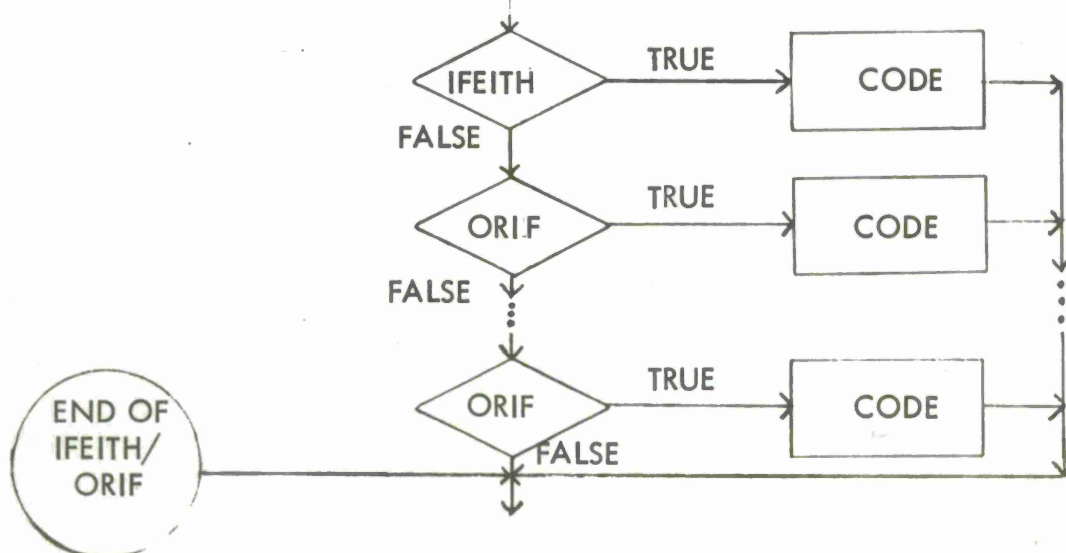 IFEITH
TRUE
CODE
FALSE
ORIF
TRUE
CODE
FALSE
ORIF
TRUE
CODE
FALSE
END OF
IFEITH/
ORIF